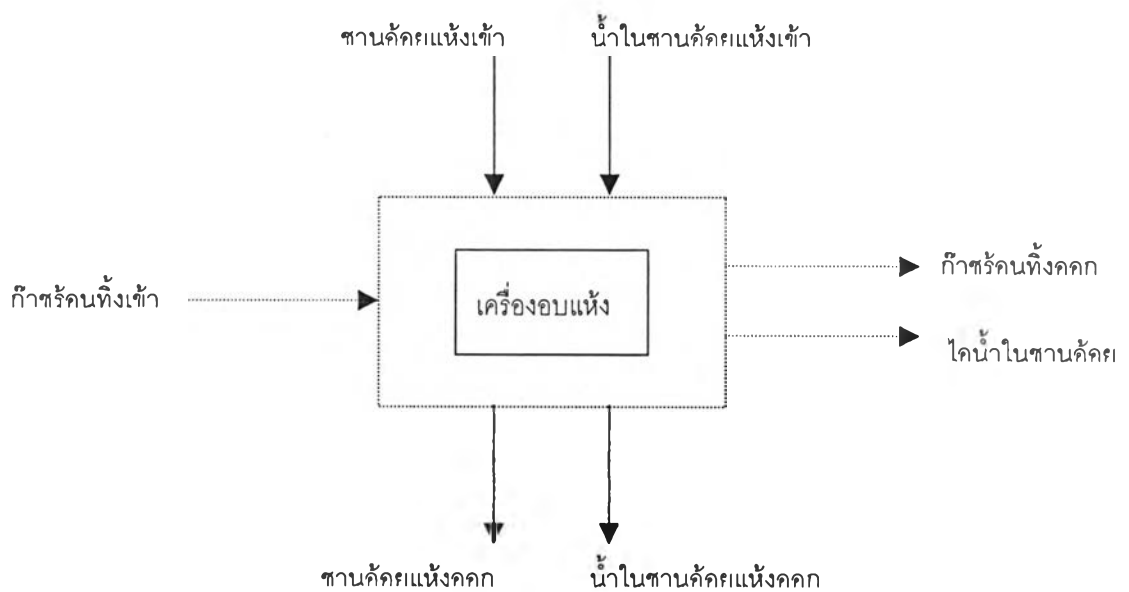 ชานอ้อยแห้งเข้า น้ำในชานอ้อยแห้งเข้า
ก๊าซร้อนทิ้งเข้า
เครื่องอบแห้ง
ก๊าซร้อนทิ้งออก
ไอน้ำในชานอ้อย
ชานอ้อยแห้งออก น้ำในชานอ้อยแห้งออก